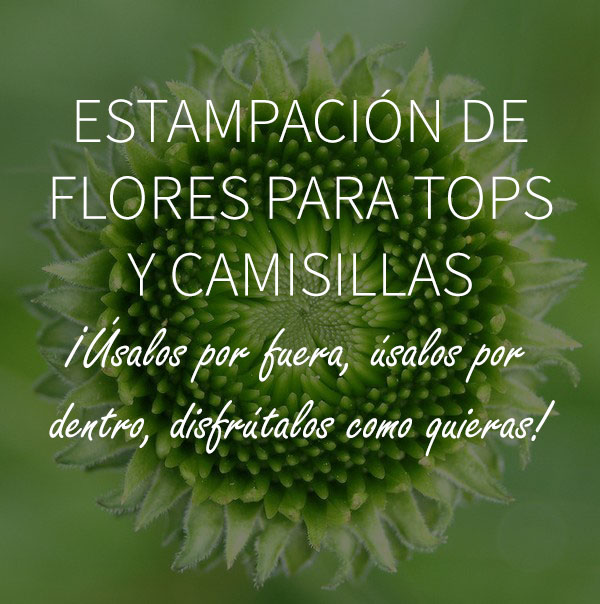 ESTAMPACIÓN DE
FLORES PARA TOPS
Y CAMISILLAS
¡Úsalos por fuera, úsalos por
dentro, disfrútalos como quieras!